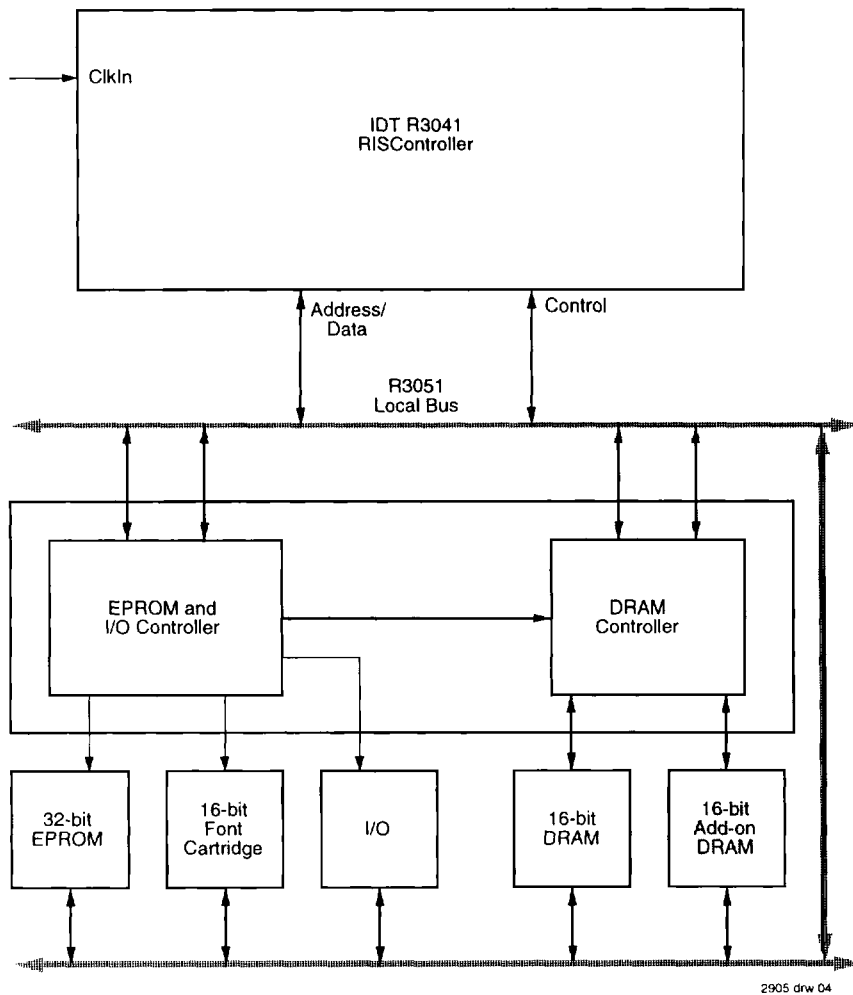 ClkIn
IDT R3041
RISController
Address/
Data
Control
R3051
Local Bus
EPROM and
I/O Controller
DRAM
Controller
32-bit
EPROM
16-bit
Font
Cartridge
I/O
16-bit
DRAM
16-bit
Add-on
DRAM
2905 drw 04